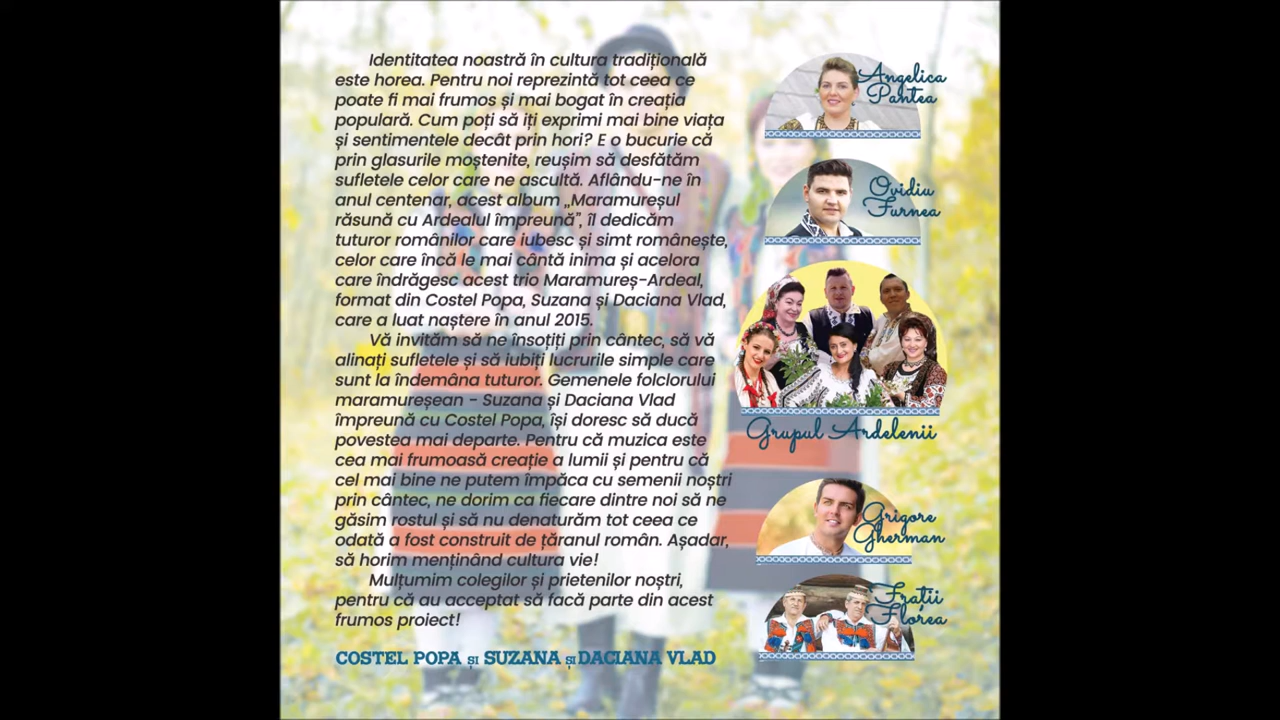 Identitatea noastră în cultura tradițională
este horea. Pentru noi reprezintă tot ceea ce
poate fi mai frumos și mai bogat în creația
populară. Cum poți să iți exprimi mai bine viața
și sentimentele decât prin hori? E o bucurie că
prin glasurile moștenite, reușim să desfătăm
sufletele celor care ne ascultă. Aflându-ne în
anul centenar, acest album „Maramureșul
răsună cu Ardealul împreună", îl dedicăm
tuturor românilor care iubesc și simt românește,
celor care încă le mai cântă inima și acelora
care îndrăgesc acest trio Maramureș-Ardeal,
format din Costel Popa, Suzana și Daciana Vlad,
care a luat naștere în anul 2015.
Vă invităm să ne însoțiți prin cântec, să vă
alinați sufletele și să iubiți lucrurile simple care
sunt la îndemâna tuturor. Gemenele folclorului
maramureșean - Suzana și Daciana Vlad
împreună cu Costel Popa, își doresc să ducă
povestea mai departe. Pentru că muzica este
cea mai frumoasă creație a lumii și pentru că
cel mai bine ne putem împăca cu semenii noștri
prin cântec, ne dorim ca fiecare dintre noi să ne
găsim rostul și să nu denaturăm tot ceea ce
odată a fost construit de țăranul român. Așadar,
să horim menținând cultura vie!
Mulțumim colegilor și prietenilor noștri,
pentru că au acceptat să facă parte din acest
frumos proiect!
COSTEL POPA și SUZANA și DACIANA VLAD
Angelica
Pantea
Ovidiu
Furnea
Grupul Ardelenii
Grigore
Gherman
Frații
Florea